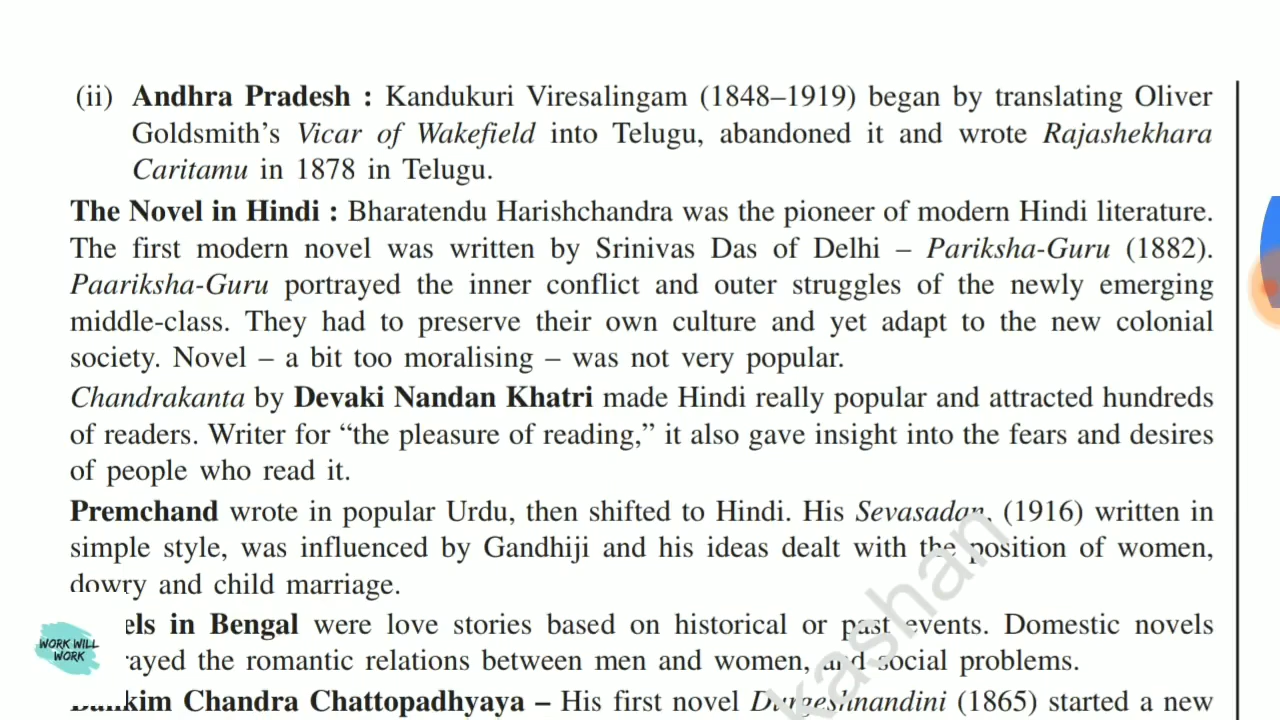 (ii) Andhra Pradesh : Kandukuri Viresalingam (1848–1919) began by translating Oliver
Goldsmith's Vicar of Wakefield into Telugu, abandoned it and wrote Rajashekhara
Caritamu in 1878 in Telugu.
The Novel in Hindi : Bharatendu Harishchandra was the pioneer of modern Hindi literature.
The first modern novel was written by Srinivas Das of Delhi – Pariksha-Guru (1882).
Paariksha-Guru portrayed the inner conflict and outer struggles of the newly emerging
middle-class. They had to preserve their own culture and yet adapt to the new colonial
society. Novel – a bit too moralising – was not very popular.
Chandrakanta by Devaki Nandan Khatri made Hindi really popular and attracted hundreds
of readers. Writer for “the pleasure of reading,” it also gave insight into the fears and desires
of people who read it.
Premchand wrote in popular Urdu, then shifted to Hindi. His Sevasadan, (1916) written in
simple style, was influenced by Gandhiji and his ideas dealt with the position of women,
dowry and child marriage.
els in Bengal were love stories based on historical or past events. Domestic novels
rayed the romantic relations between men and women, and social problems.
Bankim Chandra Chattopadhyaya – His first novel Durgeshnandini (1865) started a new
WORK WILL
WORK
kashan